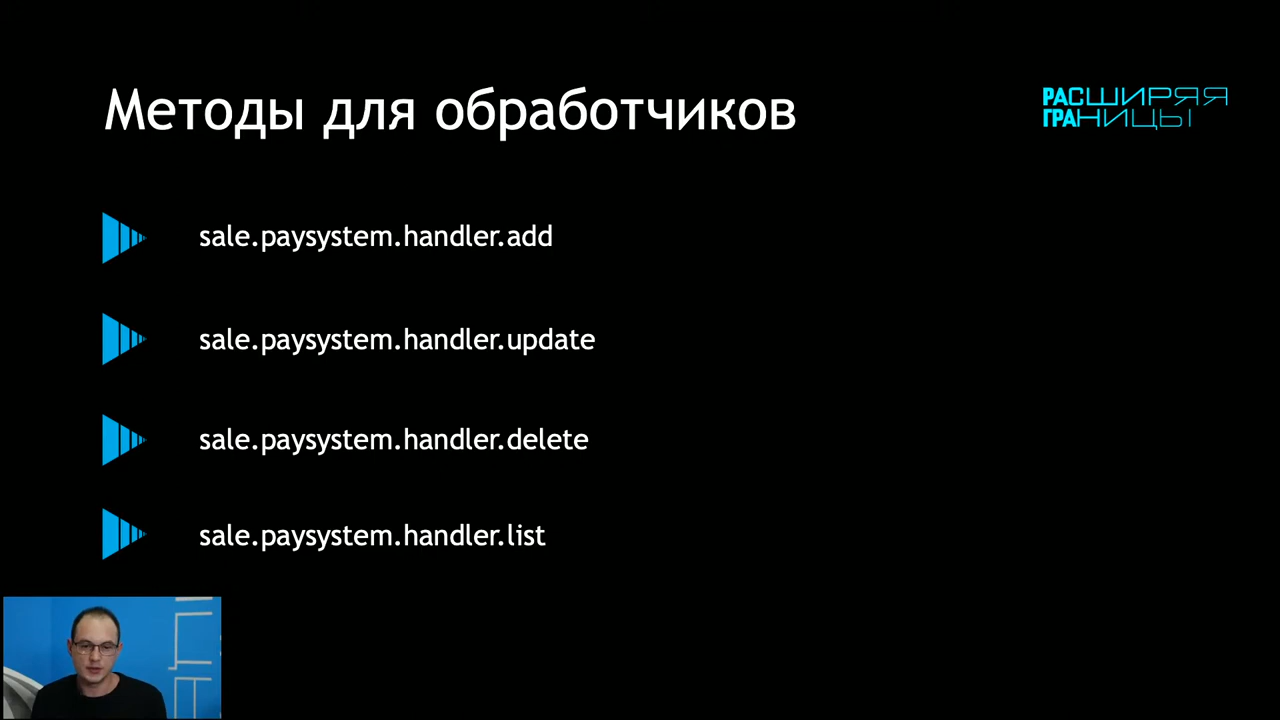 Методы для обработчиков
РАСШИРЯЯ
ГРАНИЦЫ
sale.paysystem.handler.add
sale.paysystem.handler.update
sale.paysystem.handler.delete
sale.paysystem.handler.list